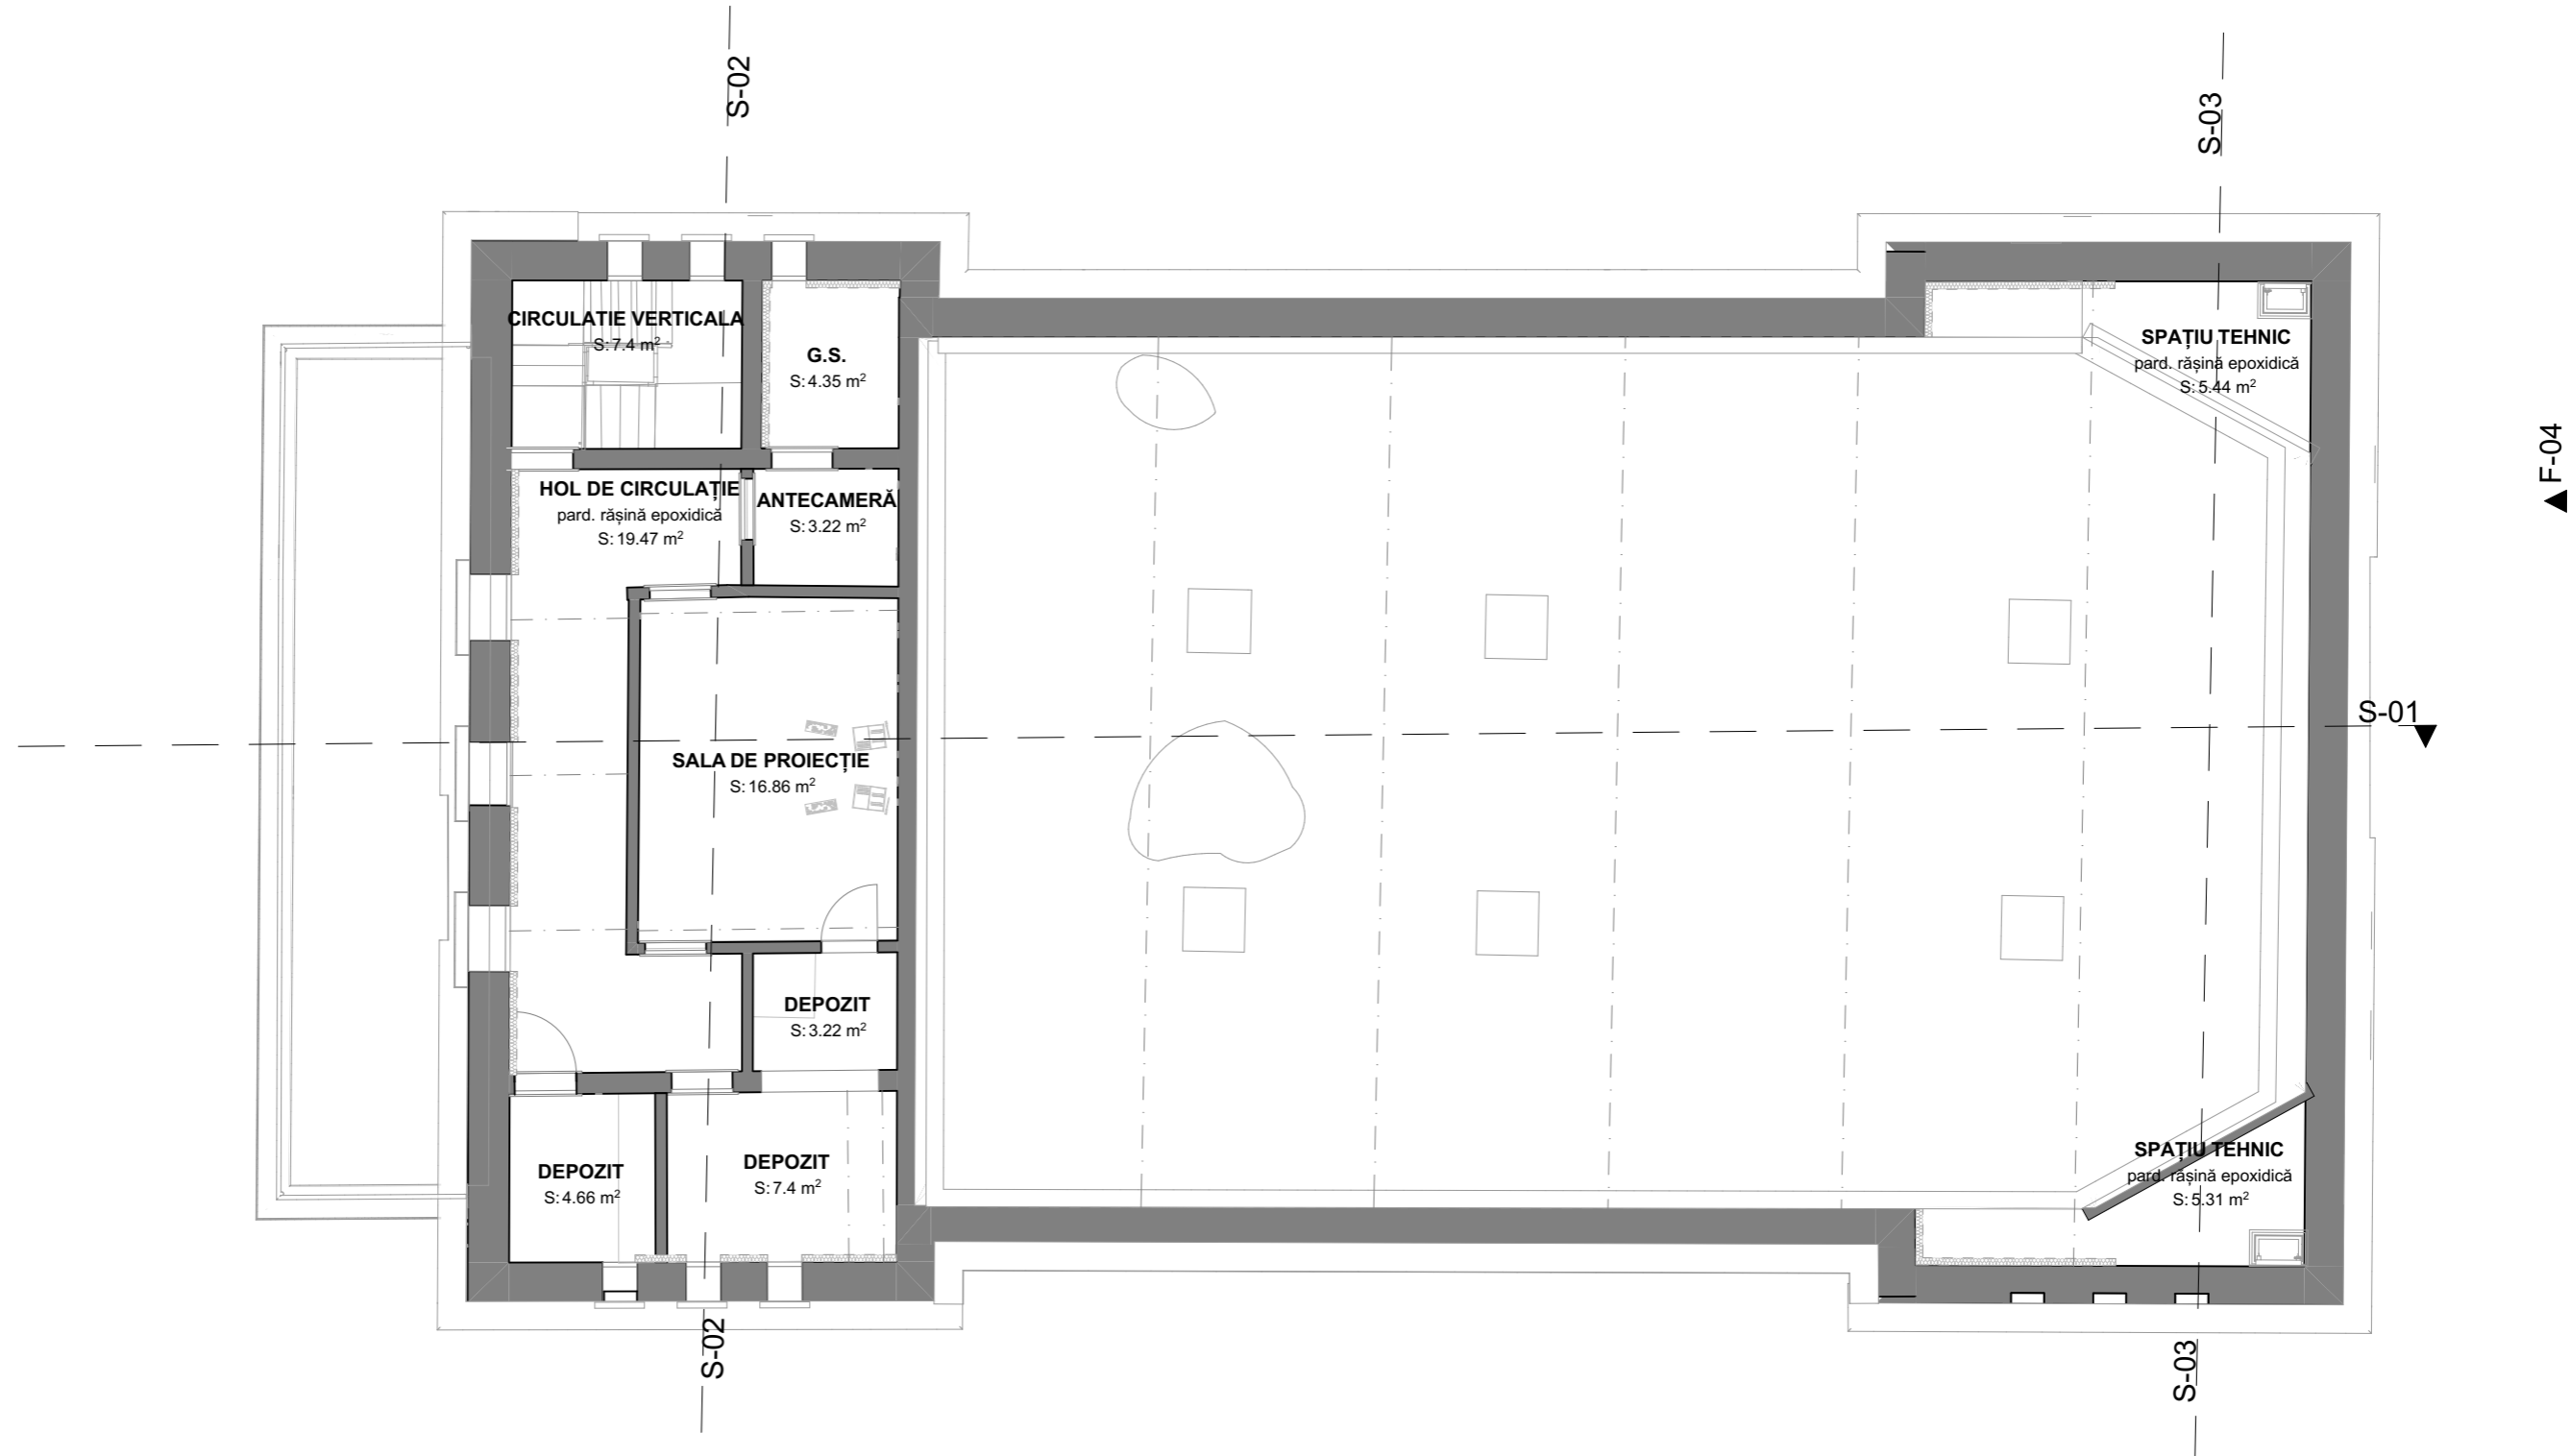 S-02
S-03
CIRCULATIE VERTICALA
S: 7.4 m²
G.S.
S: 4.35 m²
SPAȚIU TEHNIC
pard. rășină epoxidică
S: 5.44 m²
F-04
HOL DE CIRCULAȚIE
pard. rășină epoxidică
S: 19.47 m²
ANTECAMERĂ
S: 3.22 m²
S-01
SALA DE PROIECȚIE
S: 16.86 m²
DEPOZIT
S: 3.22 m²
DEPOZIT
S: 4.66 m²
DEPOZIT
S: 7.4 m²
SPAȚIU TEHNIC
pard. rășină epoxidică
S: 5.31 m²
S-02
S-03